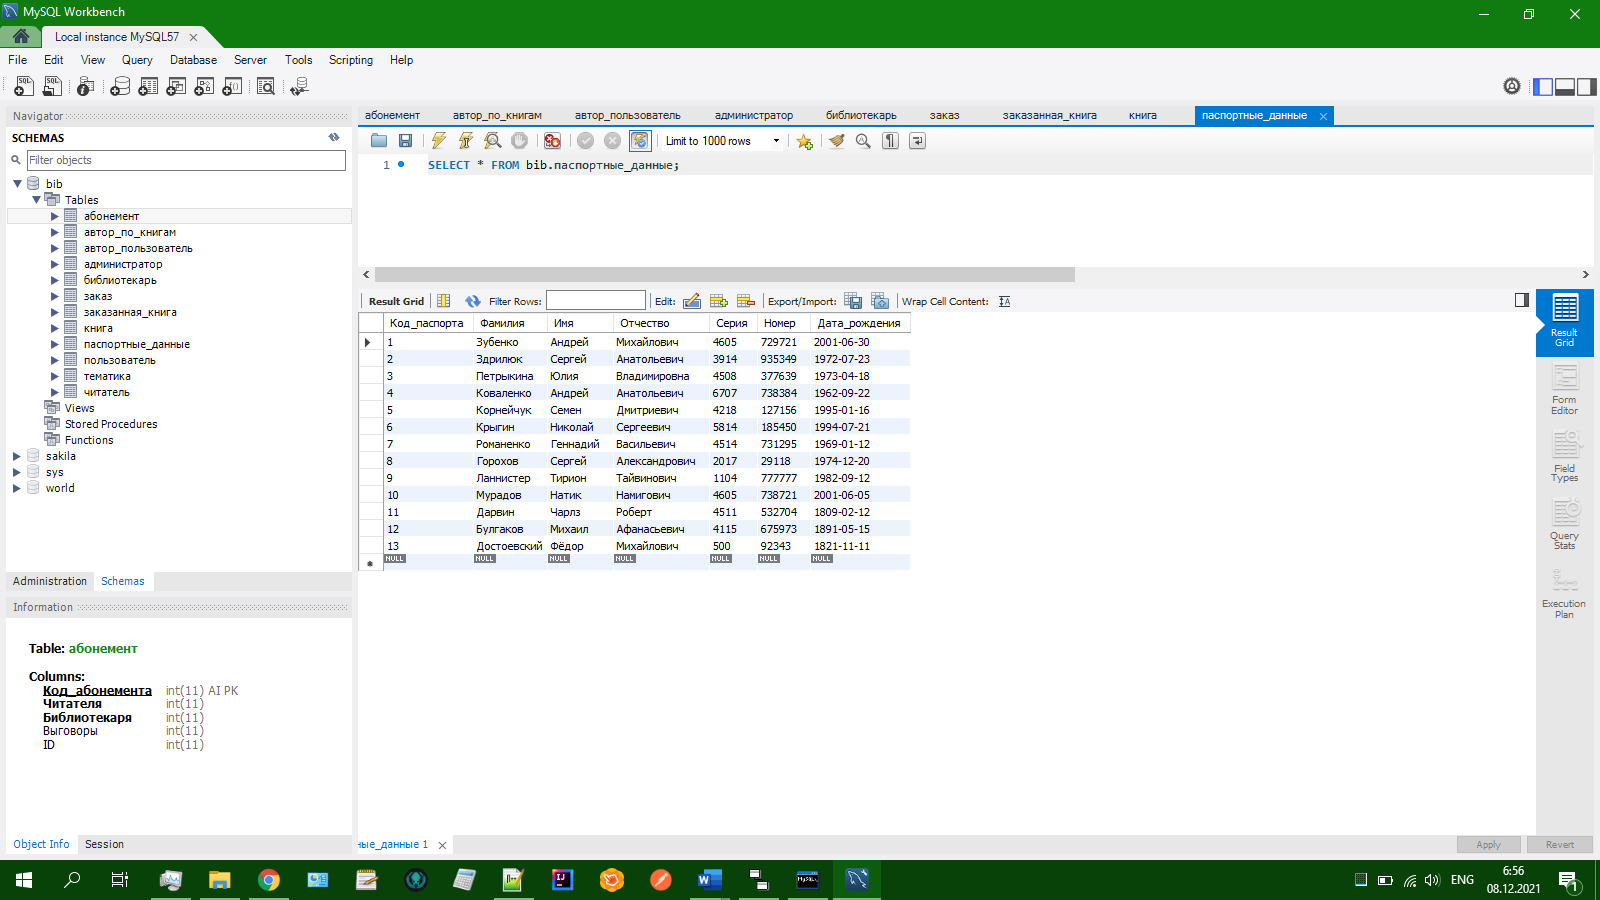 MySQL Workbench
Local instance MySQL57
File Edit View Query Database Server Tools Scripting Help
Navigator
SCHEMAS
Filter objects
bib
Tables
абонемент
автор_по_книгам
автор_пользователь
администратор
библиотекарь
заказ
заказанная_книга
книга
паспортные_данные
пользователь
тематика
читатель
Views
Stored Procedures
Functions
sakila
sys
world
Administration Schemas
Information
Table: абонемент
Columns:
Код_абонемента int(11) AI PK
Читателя int(11)
Библиотекаря int(11)
Выговоры int(11)
ID int(11)
Object Info Session
абонемент автор_по_книгам автор_пользователь администратор библиотекарь заказ заказанная_книга книга паспортные_данные
Limit to 1000 rows
1 SELECT * FROM bib.паспортные_данные;
Result Grid Filter Rows: Edit: Export/Import: Wrap Cell Content:
Код_паспорта Фамилия Имя Отчество Серия Номер Дата_рождения
1 Зубенко Андрей Михайлович 4605 729721 2001-06-30
2 Здрилюк Сергей Анатольевич 3914 935349 1972-07-23
3 Петрыкина Юлия Владимировна 4508 377639 1973-04-18
4 Коваленко Андрей Анатольевич 6707 738384 1962-09-22
5 Корнейчук Семен Дмитриевич 4218 127156 1995-01-16
6 Крыгин Николай Сергеевич 5814 185450 1994-07-21
7 Романенко Геннадий Васильевич 4514 731295 1969-01-12
8 Горохов Сергей Александрович 2017 29118 1974-12-20
9 Ланнистер Тирион Тайвинович 1104 777777 1982-09-12
10 Мурадов Натик Намигович 4605 738721 2001-06-05
11 Дарвин Чарлз Роберт 4511 532704 1809-02-12
12 Булгаков Михаил Афанасьевич 4115 675973 1891-05-15
13 Достоевский Фёдор Михайлович 500 92343 1821-11-11
NULL NULL NULL NULL NULL NULL NULL
Result
Grid
Form
Editor
Field
Types
Query
Stats
Execution
Plan
ные_данные 1
Apply Revert
ENG
6:56
08.12.2021
1